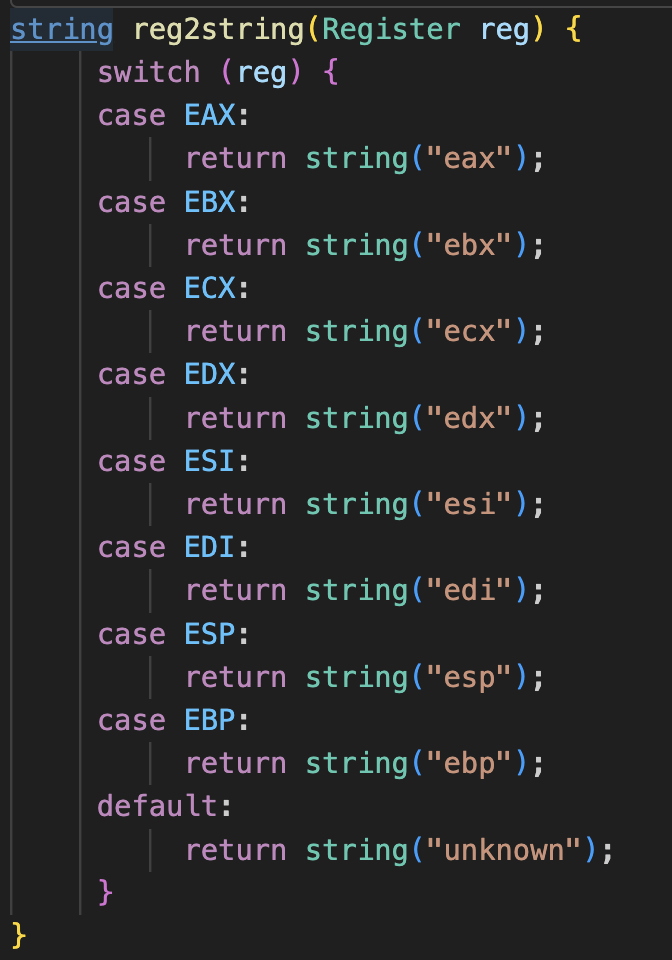 string reg2string(Register reg) {
switch (reg) {
case EAX:
return string("eax");
case EBX:
return string("ebx");
case ECX:
return string("ecx");
case EDX:
return string("edx");
case ESI:
return string("esi");
case EDI:
return string("edi");
case ESP:
return string("esp");
case EBP:
return string("ebp");
default:
return string("unknown");
}
}